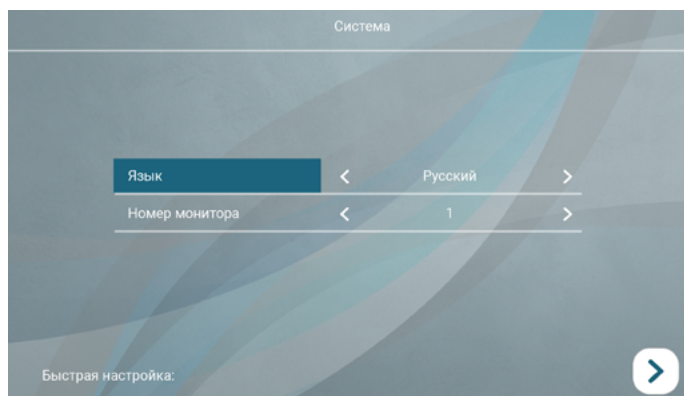 Система
Язык Русский
Номер монитора 1
Быстрая настройка: